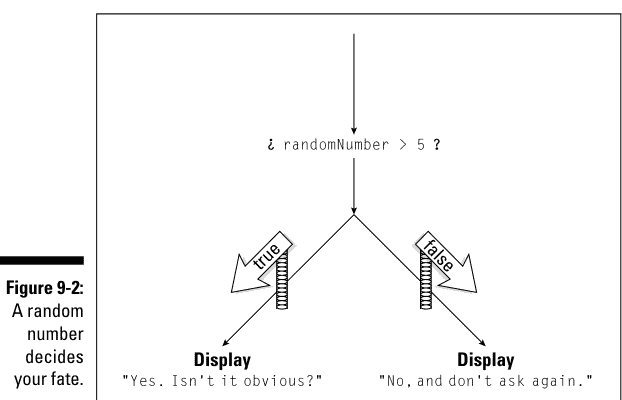 ¿ randomNumber > 5 ?
true
false
Figure 9-2:
A random
number
decides
your fate.
Display
"Yes. Isn't it obvious?"
Display
"No, and don't ask again."